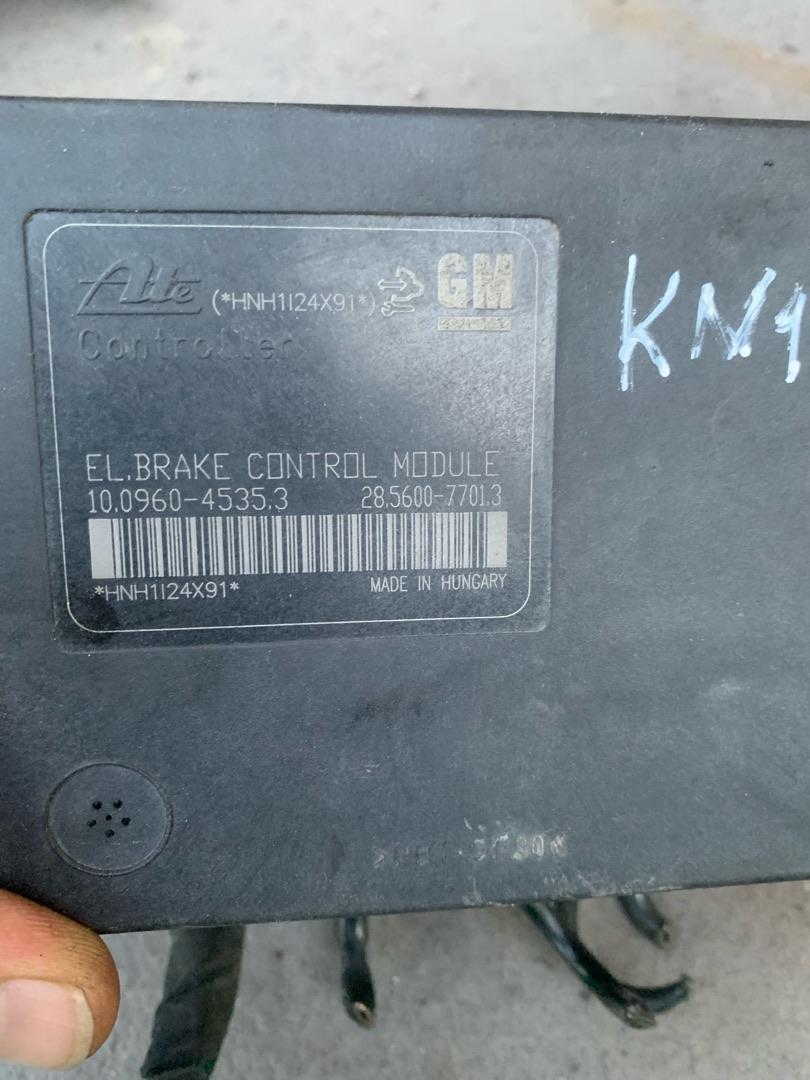 Ate (*HNH1I24X91*) GM
Controller
KN1
EL.BRAKE CONTROL MODULE
10.0960-4535.3 28.5600-7701.3
*HNH1I24X91* MADE IN HUNGARY